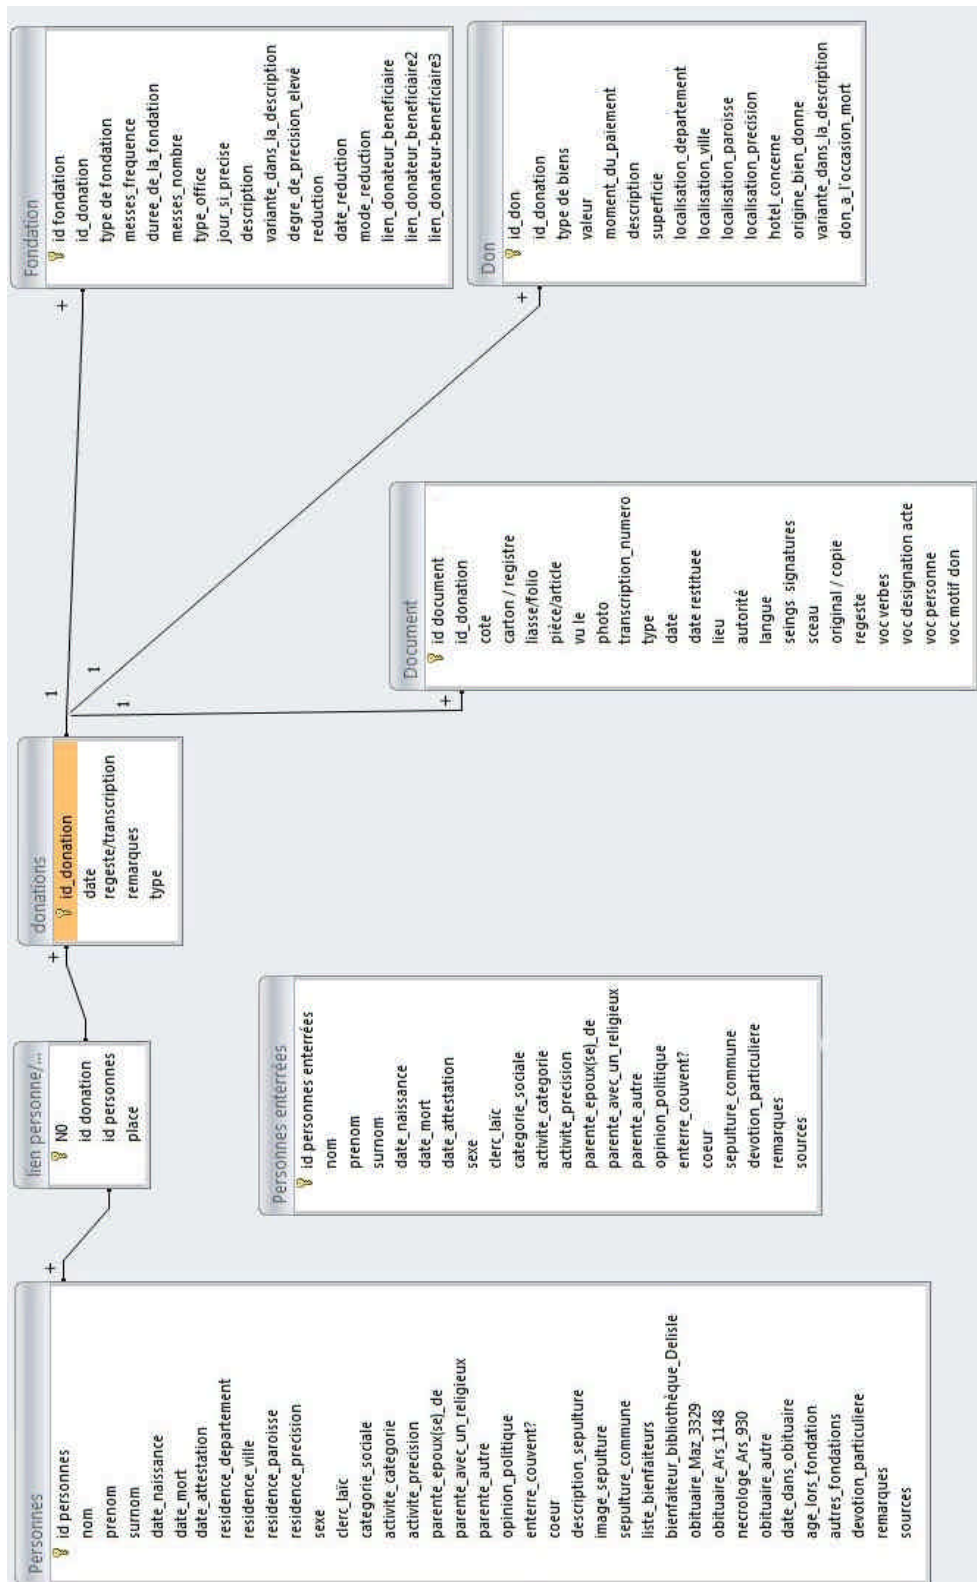 Personnes
id personnes
nom
prenom
surnom
date_naissance
date_mort
date_attestation
residence_departement
residence_ville
residence_paroisse
residence_precision
sexe
clerc_laïc
categorie_sociale
activite_categorie
activite_precision
parente_epoux(se)_de
parente_avec_un_religieux
parente_autre
opinion_politique
enterre_couvent?
coeur
description_sepulture
image_sepulture
sepulture_commune
liste_bienfaiteurs
bienfaiteur_bibliothèque_Delisle
obituaire_Maz_3329
obituaire_Ars_1148
necrologe_Ars_930
obituaire_autre
date_dans_obituaire
age_lors_fondation
autres_fondations
devotion_particuliere
remarques
sources
+
lien personne/...
N0
id donation
id personnes
place
+
Personnes enterrées
id personnes enterrées
nom
prenom
surnom
date_naissance
date_mort
date_attestation
sexe
clerc_laïc
categorie_sociale
activite_categorie
activite_precision
parente_epoux(se)_de
parente_avec_un_religieux
parente_autre
opinion_politique
enterre_couvent?
coeur
sepulture_commune
devotion_particuliere
remarques
sources
donations
id_donation
date
regeste/transcription
remarques
type
1
1
1
+
Document
id document
id_donation
cote
carton / registre
liasse/folio
pièce/article
vu le
photo
transcription_numero
type
date
date restituee
lieu
autorité
langue
seings signatures
sceau
original / copie
regeste
voc verbes
voc designation acte
voc personne
voc motif don
+
Fondation
id fondation
id_donation
type de fondation
messes_frequence
duree_de_la_fondation
messes_nombre
type_office
jour_si_precise
description
variante_dans_la_description
degre_de_precision_elevé
reduction
date_reduction
mode_reduction
lien_donateur_beneficiaire
lien_donateur_beneficiaire2
lien_donateur-beneficiaire3
+
Don
id_don
id_donation
type de biens
valeur
moment_du_paiement
description
superficie
localisation_departement
localisation_ville
localisation_paroisse
localisation_precision
hotel_concerne
origine_bien_donne
variante_dans_la_description
don_a_l'occasion_mort